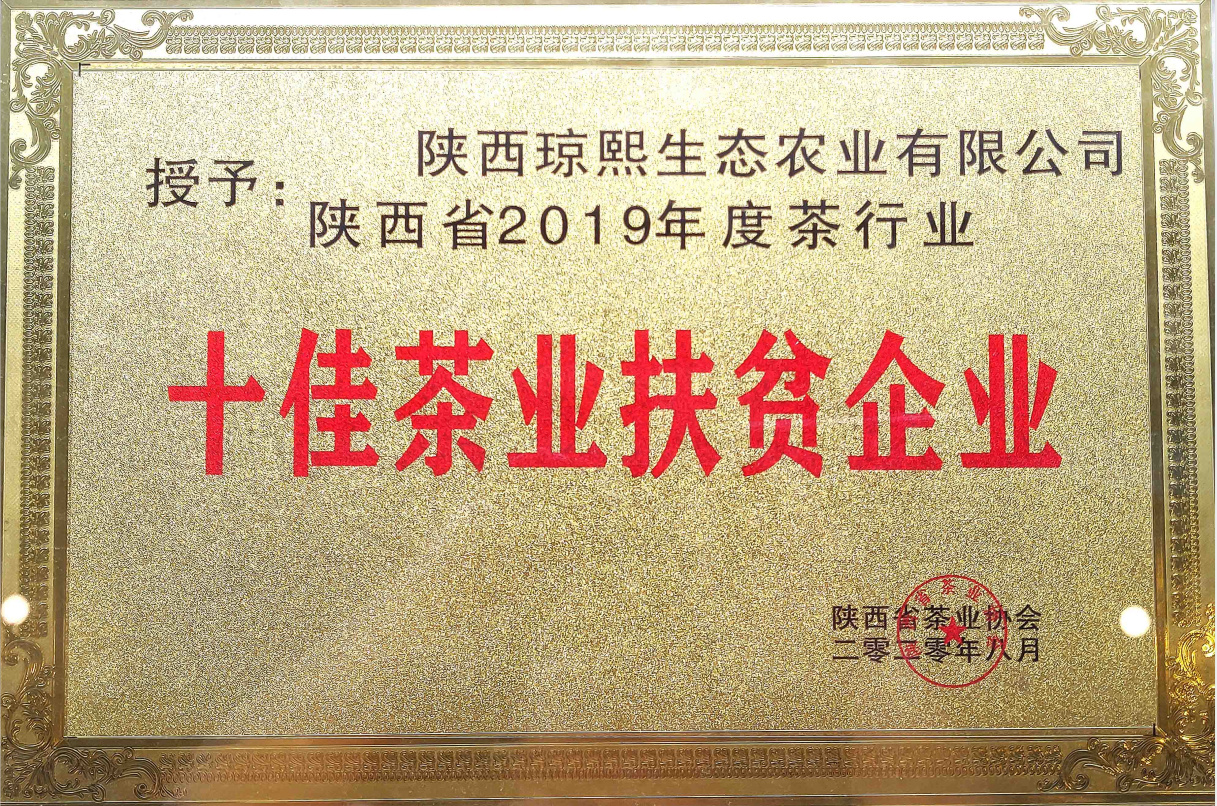 陕西琼熙生态农业有限公司
授予：
陕西省2019年度茶行业
十佳茶业扶贫企业
陕西省茶业协会
二零二零年八月